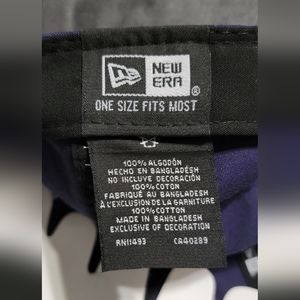 NEW
ERA
®
ONE SIZE FITS MOST
100% ALGODÓN
HECHO EN BANGLADÉSH
NO INCLUYE DECORACIÓN
100% COTON
FABRIQUÉ AU BANGLADESH
À L'EXCLUSION DE LA GARNITURE
100% COTTON
MADE IN BANGLADESH
EXCLUSIVE OF DECORATION
RN11493 CA40289